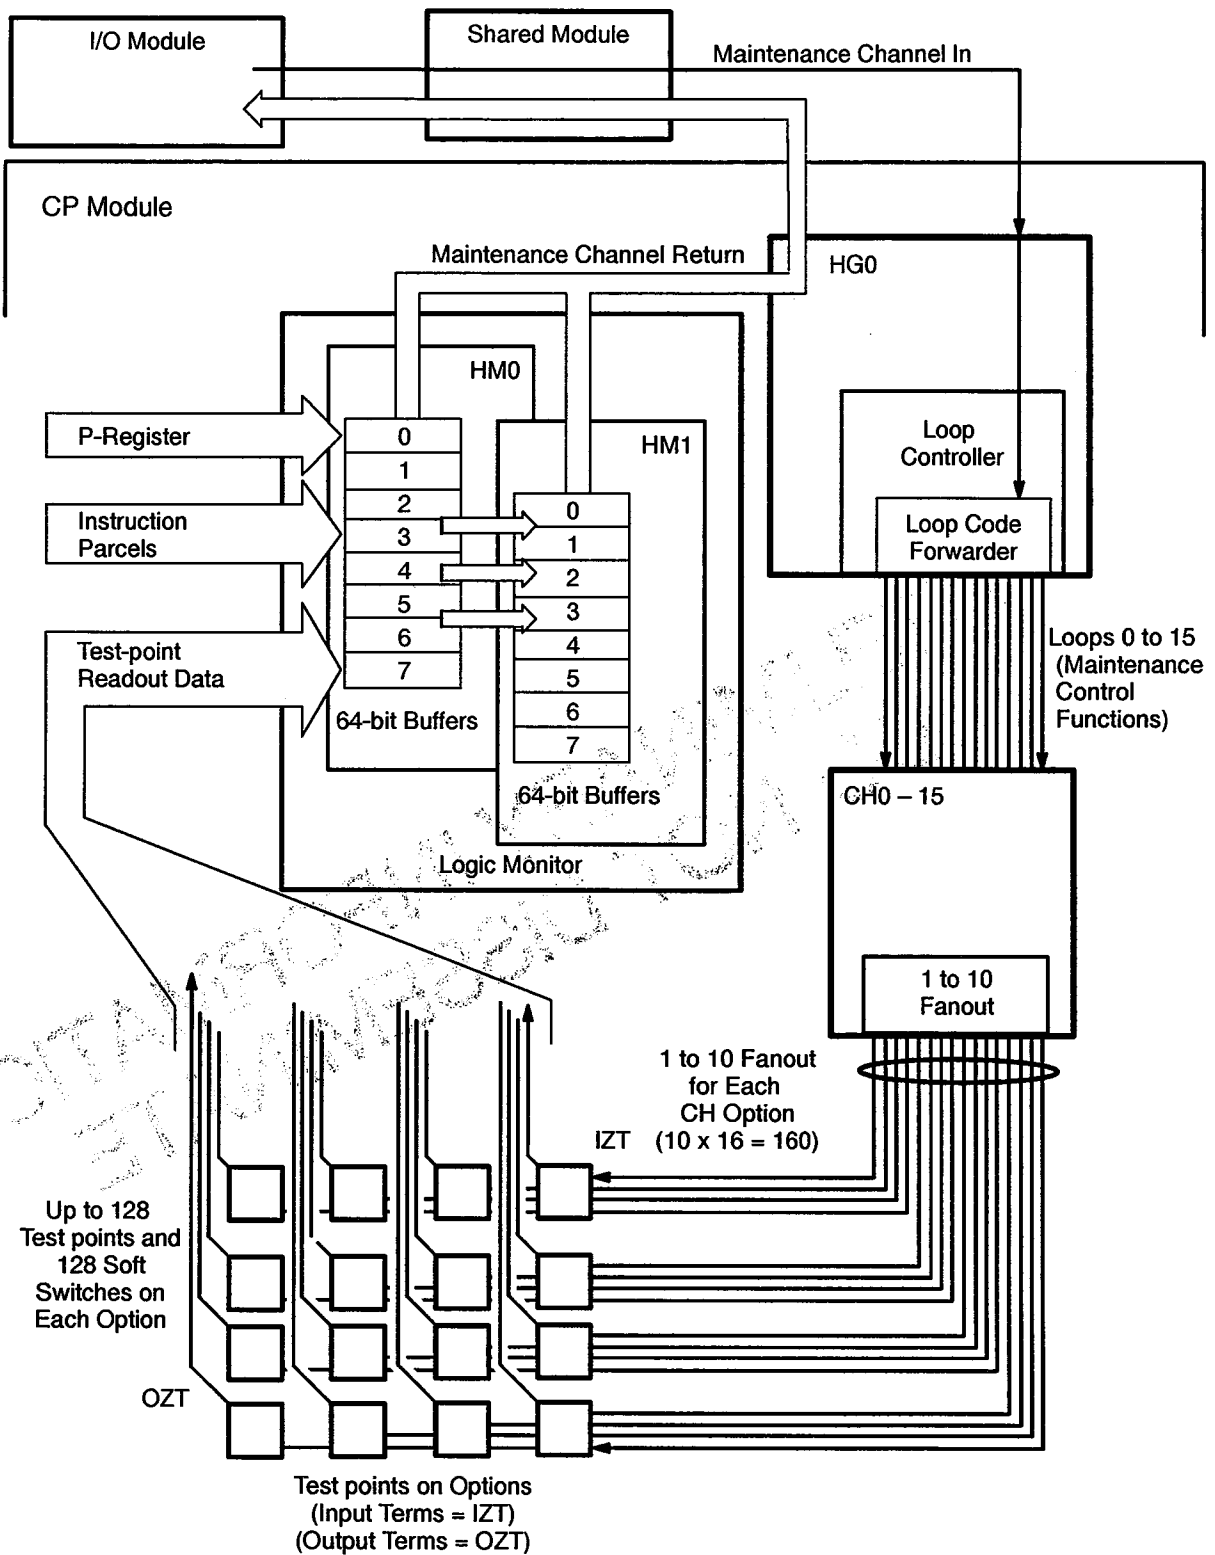 I/O Module
Shared Module
Maintenance Channel In
CP Module
Maintenance Channel Return
HG0
HM0
HM1
P-Register
Instruction
Parcels
Test-point
Readout Data
0
1
2
3
4
5
6
7
64-bit Buffers
0
1
2
3
4
5
6
7
64-bit Buffers
Logic Monitor
Loop
Controller
Loop Code
Forwarder
Loops 0 to 15
(Maintenance
Control
Functions)
CH0 – 15
1 to 10
Fanout
1 to 10 Fanout
for Each
CH Option
(10 x 16 = 160)
IZT
Up to 128
Test points and
128 Soft
Switches on
Each Option
OZT
Test points on Options
(Input Terms = IZT)
(Output Terms = OZT)